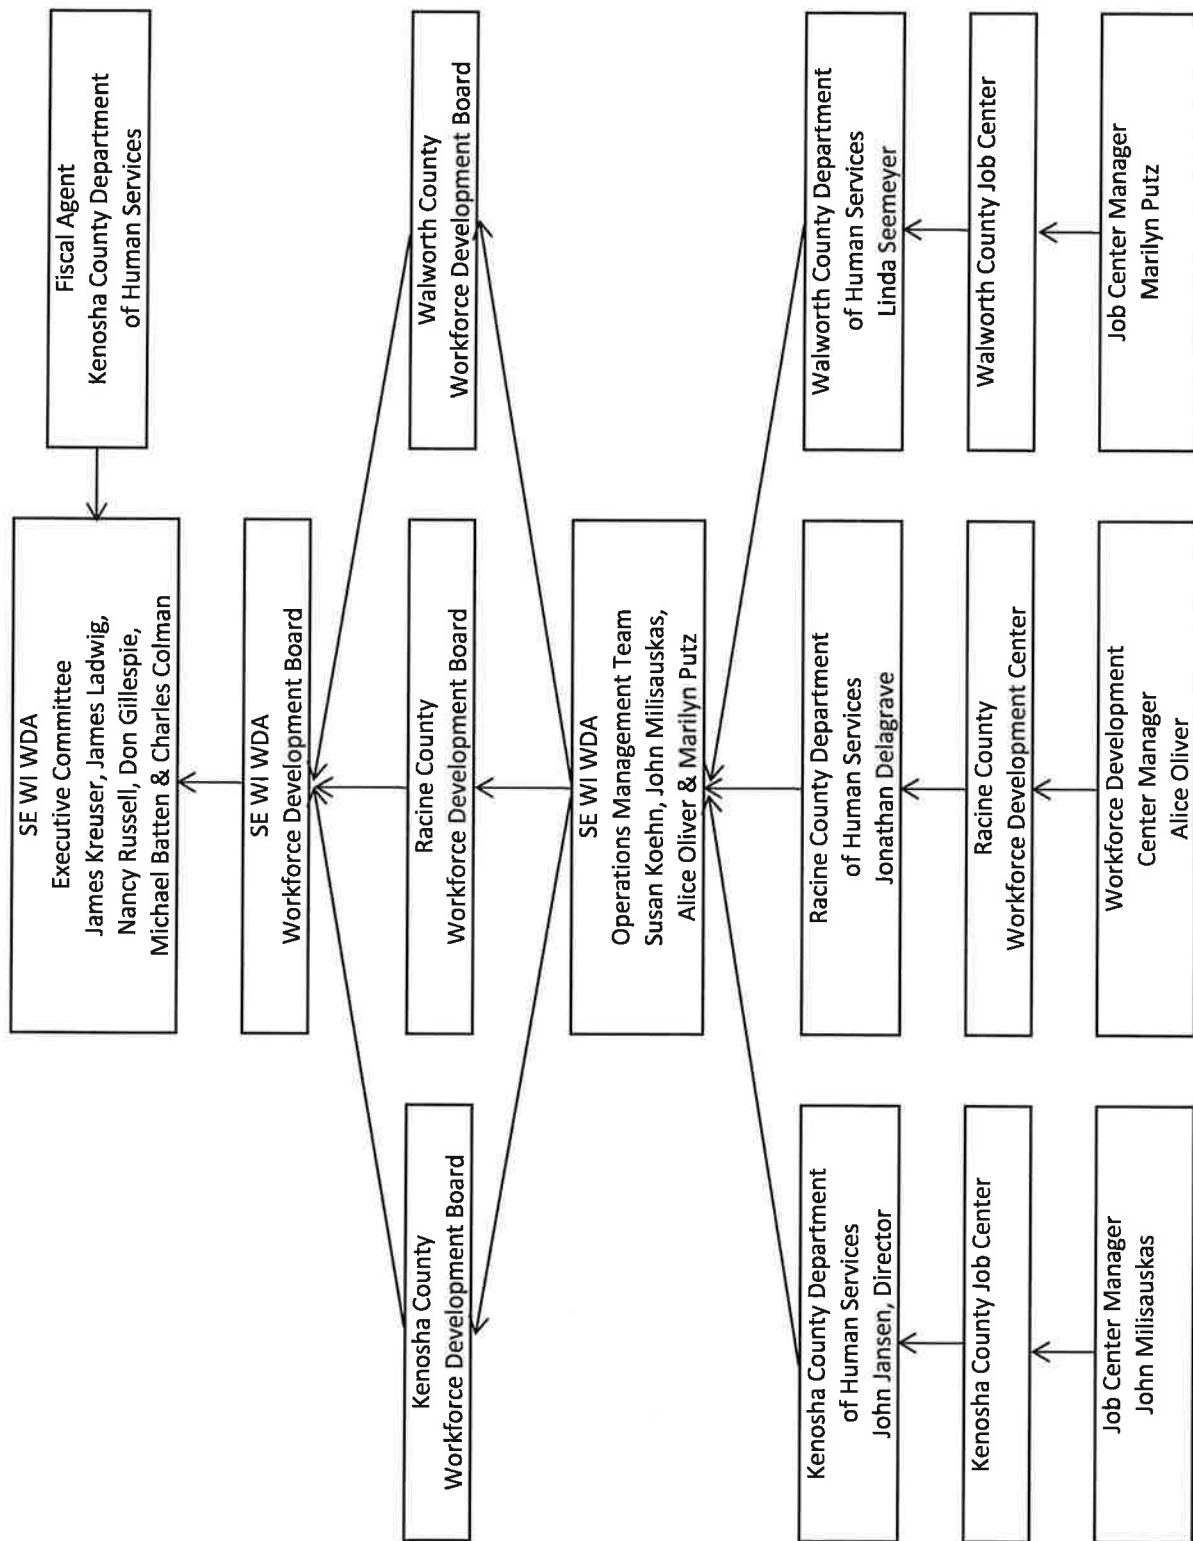 SE WI WDA
Executive Committee
James Kreuser, James Ladwig,
Nancy Russell, Don Gillespie,
Michael Batten & Charles Colman
Fiscal Agent
Kenosha County Department
of Human Services
SE WI WDA
Workforce Development Board
Kenosha County
Workforce Development Board
Racine County
Workforce Development Board
Walworth County
Workforce Development Board
SE WI WDA
Operations Management Team
Susan Koehn, John Milisauskas,
Alice Oliver & Marilyn Putz
Kenosha County Department
of Human Services
John Jansen, Director
Racine County Department
of Human Services
Jonathan Delagrave
Walworth County Department
of Human Services
Linda Seemeyer
Kenosha County Job Center
Racine County
Workforce Development Center
Walworth County Job Center
Job Center Manager
John Milisauskas
Workforce Development
Center Manager
Alice Oliver
Job Center Manager
Marilyn Putz